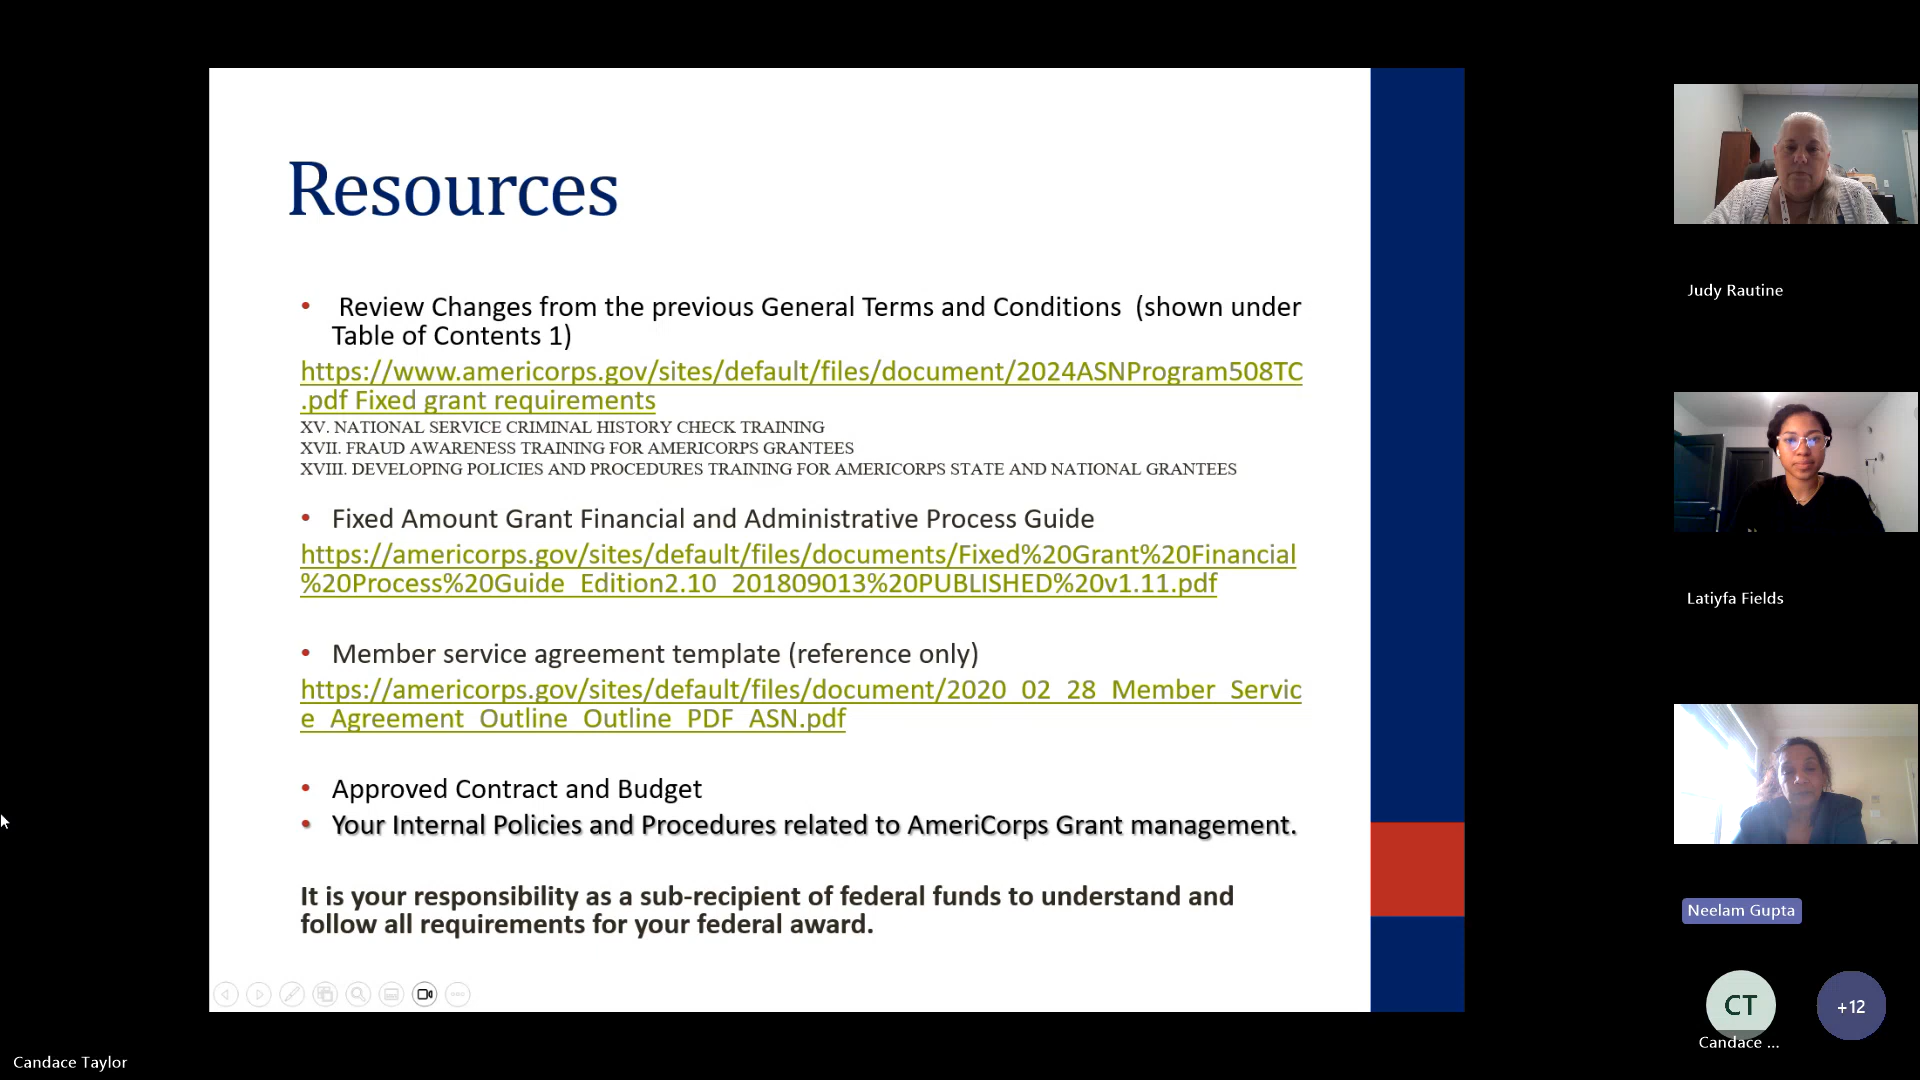 Resources
• Review Changes from the previous General Terms and Conditions (shown under
Table of Contents 1)
https://www.americorps.gov/sites/default/files/document/2024ASNProgram508TC
.pdf Fixed grant requirements
XV. NATIONAL SERVICE CRIMINAL HISTORY CHECK TRAINING
XVII. FRAUD AWARENESS TRAINING FOR AMERICORPS GRANTEES
XVIII. DEVELOPING POLICIES AND PROCEDURES TRAINING FOR AMERICORPS STATE AND NATIONAL GRANTEES
• Fixed Amount Grant Financial and Administrative Process Guide
https://americorps.gov/sites/default/files/documents/Fixed%20Grant%20Financial
%20Process%20Guide_Edition2.10_201809013%20PUBLISHED%20v1.11.pdf
• Member service agreement template (reference only)
https://americorps.gov/sites/default/files/document/2020_02_28_Member_Servic
e_Agreement_Outline_Outline_PDF_ASN.pdf
• Approved Contract and Budget
• Your Internal Policies and Procedures related to AmeriCorps Grant management.
It is your responsibility as a sub-recipient of federal funds to understand and
follow all requirements for your federal award.
Judy Rautine
Latiyfa Fields
Neelam Gupta
CT
+12
Candace ...
Candace Taylor